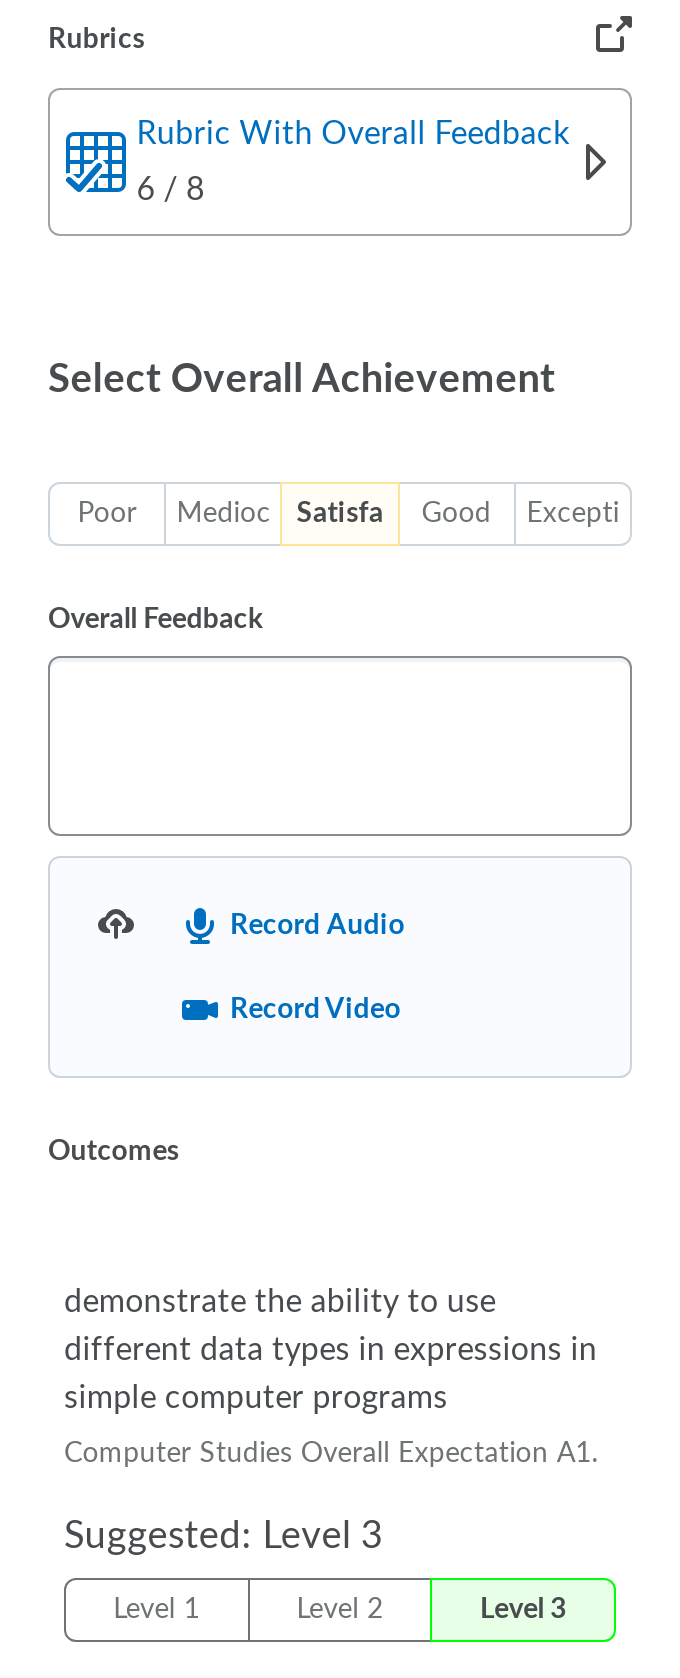 Rubrics
Rubric With Overall Feedback
6 / 8
Select Overall Achievement
Poor Medioc Satisfa Good Excepti
Overall Feedback
Record Audio
Record Video
Outcomes
demonstrate the ability to use
different data types in expressions in
simple computer programs
Computer Studies Overall Expectation A1.
Suggested: Level 3
Level 1 Level 2 Level 3